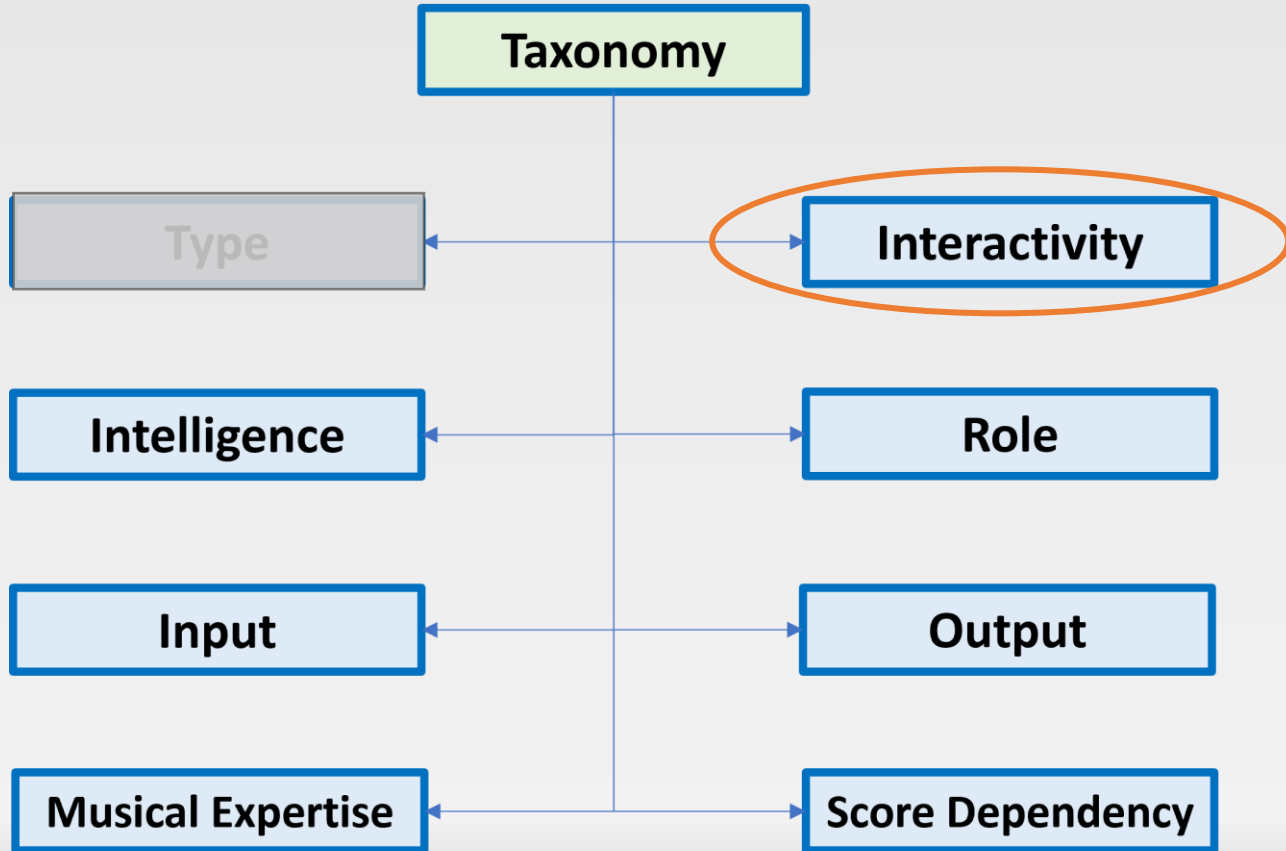 Taxonomy
Type
Interactivity
Intelligence
Role
Input
Output
Musical Expertise
Score Dependency